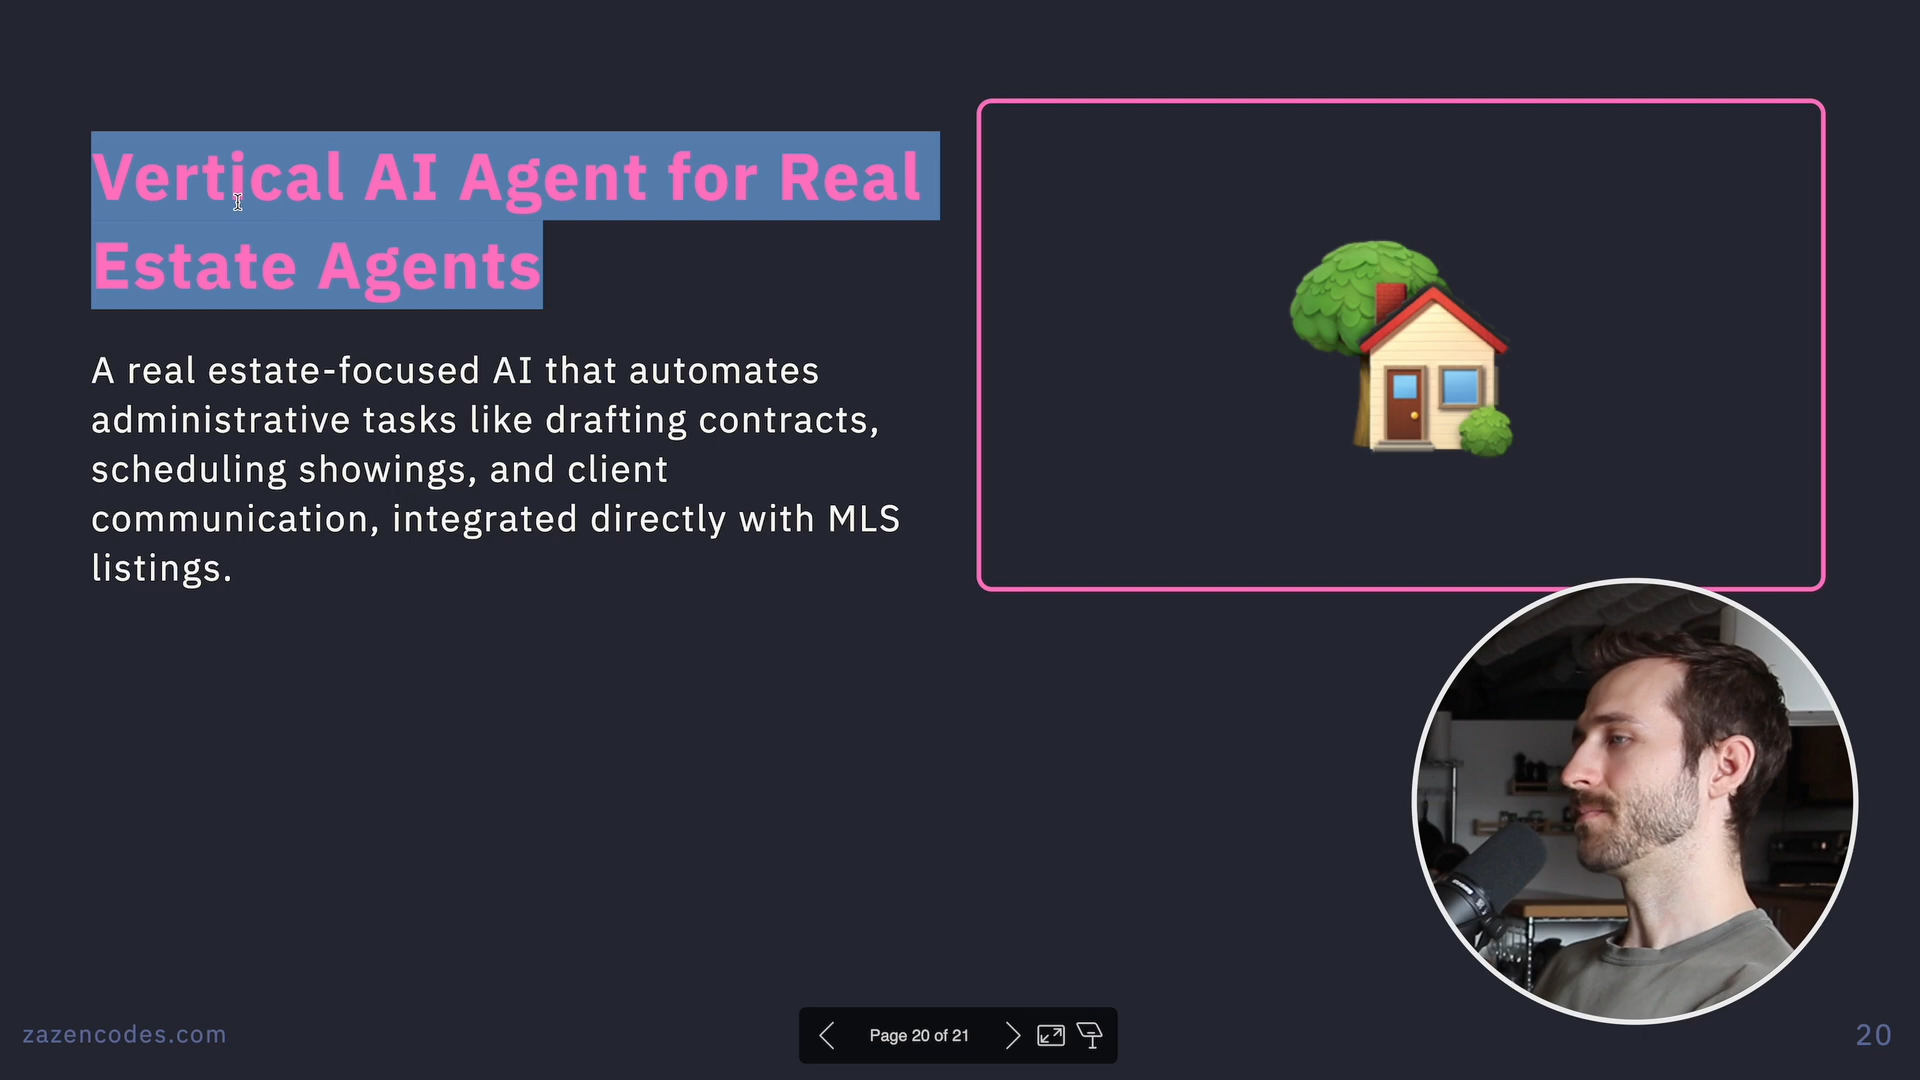 Vertical AI Agent for Real
Estate Agents
A real estate-focused AI that automates
administrative tasks like drafting contracts,
scheduling showings, and client
communication, integrated directly with MLS
listings.
zazencodes.com
Page 20 of 21
20